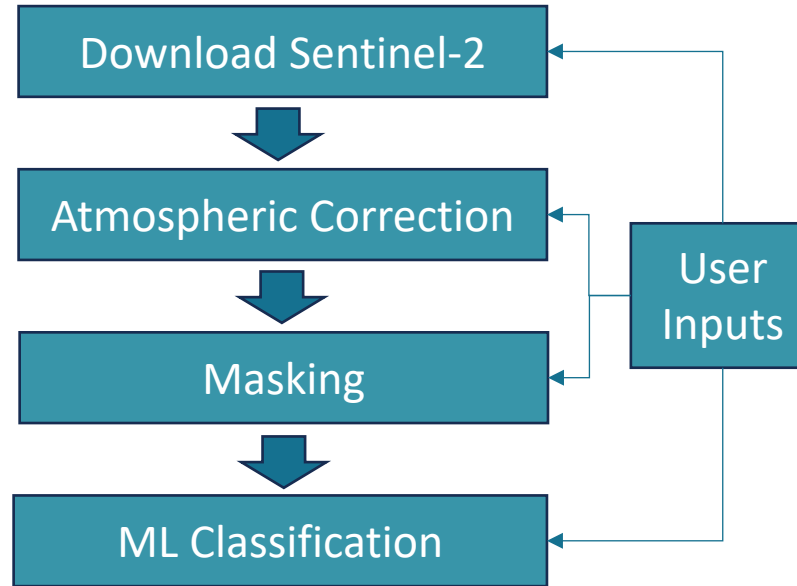 Download Sentinel-2
Atmospheric Correction
User
Inputs
Masking
ML Classification